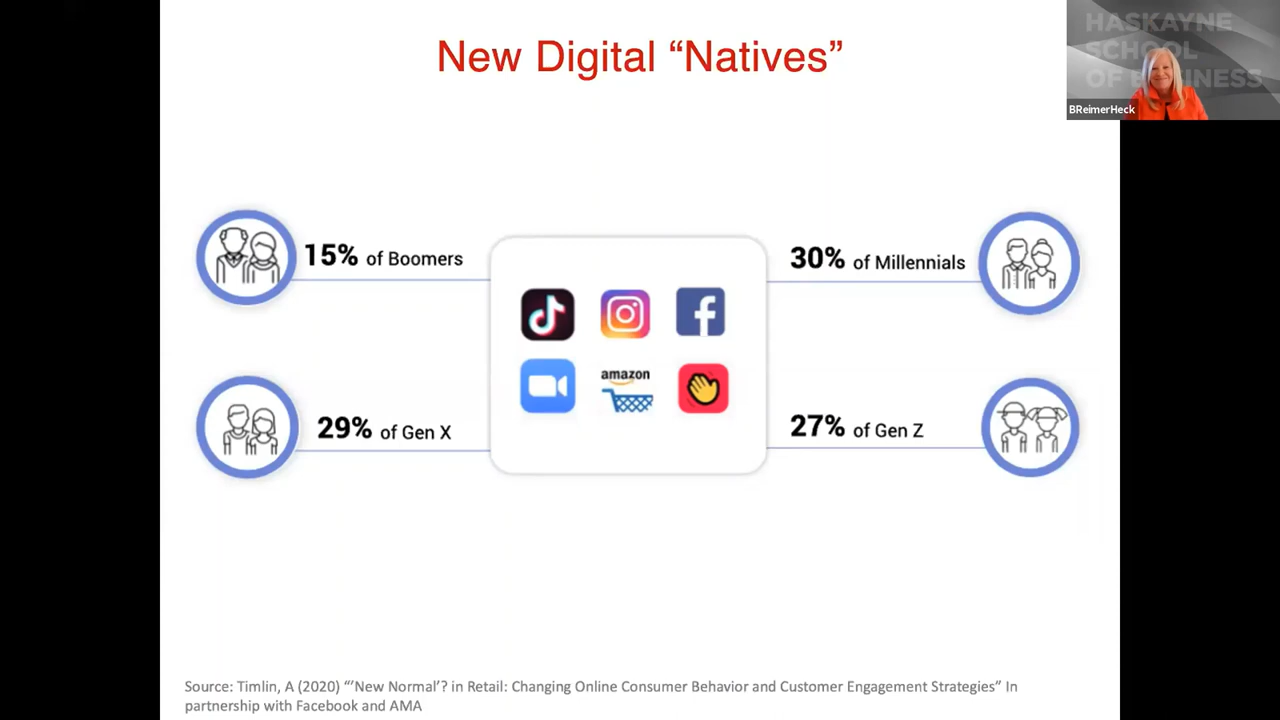 New Digital “Natives”
HASKAYNE
SCHOOL
OF BUSINESS
BReimerHeck
15% of Boomers
30% of Millennials
amazon
29% of Gen X
27% of Gen Z
Source: Timlin, A (2020) “‘New Normal’? in Retail: Changing Online Consumer Behavior and Customer Engagement Strategies” In
partnership with Facebook and AMA